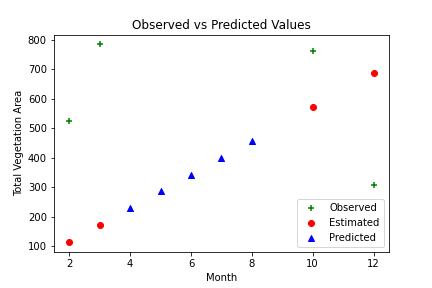 Observed vs Predicted Values
Total Vegetation Area
800
700
600
500
400
300
200
100
2
4
6
8
10
12
Month
Observed
Estimated
Predicted